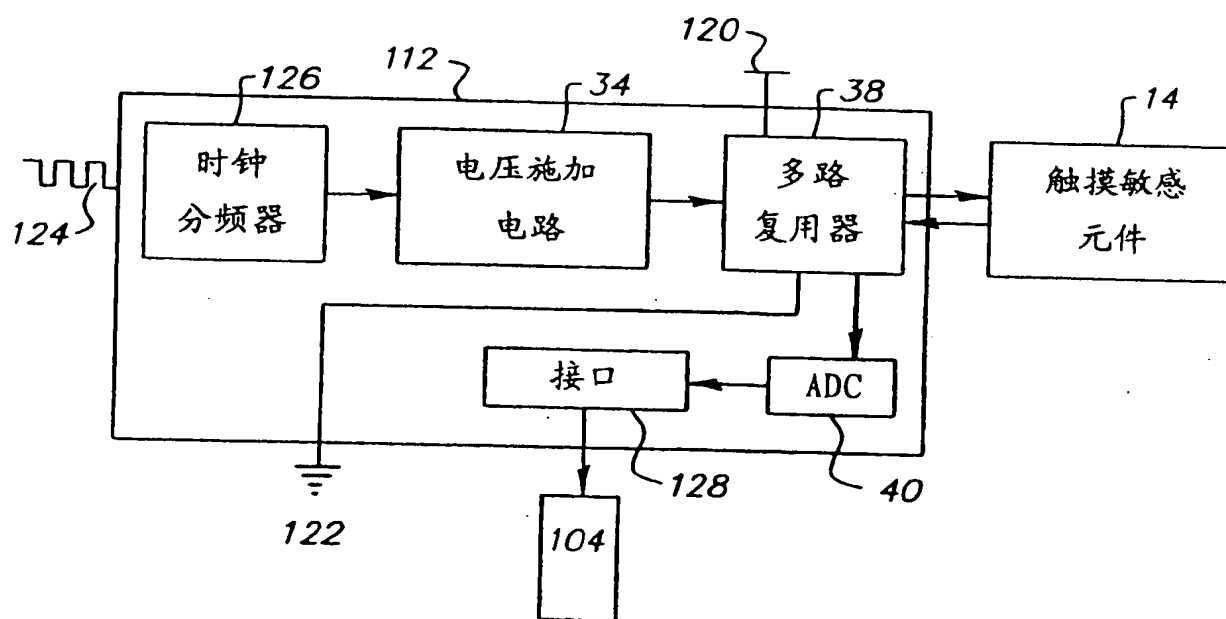 120
126
112
34
38
14
时钟
分频器
电压施加
电路
多路
复用器
触摸敏感
元件
124
接口
ADC
128
40
122
104